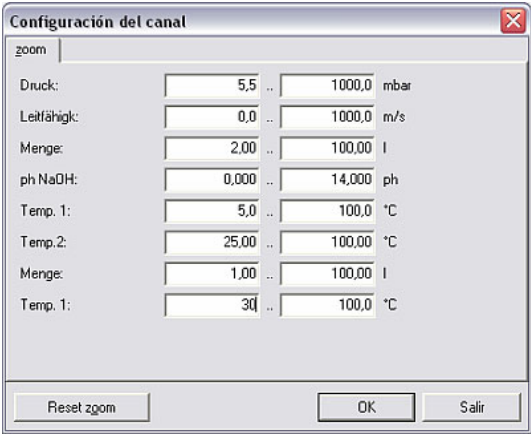 Configuración del canal
zoom
Druck: 5,5 .. 1000,0 mbar
Leitfähigk: 0,0 .. 1000,0 m/s
Menge: 2,00 .. 100,00 l
ph NaOH: 0,000 .. 14,000 ph
Temp. 1: 5,0 .. 100,0 °C
Temp.2: 25,00 .. 100,00 °C
Menge: 1,00 .. 100,00 l
Temp. 1: 30 .. 100,0 °C
Reset zoom OK Salir